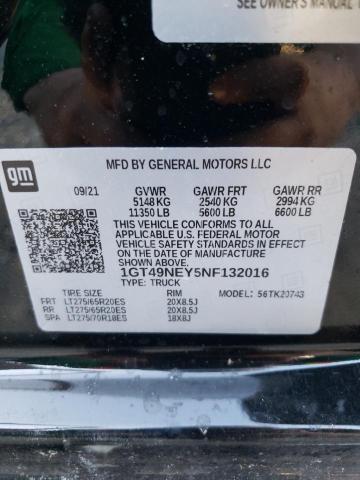 SEE OWNER'S MANUAL
gm
MFD BY GENERAL MOTORS LLC
09/21 GVWR GAWR FRT GAWR RR
5148 KG 2540 KG 2994 KG
11350 LB 5600 LB 6600 LB
THIS VEHICLE CONFORMS TO ALL
APPLICABLE U.S. FEDERAL MOTOR
VEHICLE SAFETY STANDARDS IN
EFFECT ON THE DATE OF
MANUFACTURE SHOWN ABOVE.
1GT49NEY5NF132016
TYPE: TRUCK
TIRE SIZE RIM MODEL: 56TK20743
FRT LT275/65R20ES 20X8.5J
RR LT275/65R20ES 20X8.5J
SPA LT275/70R18ES 18X8J